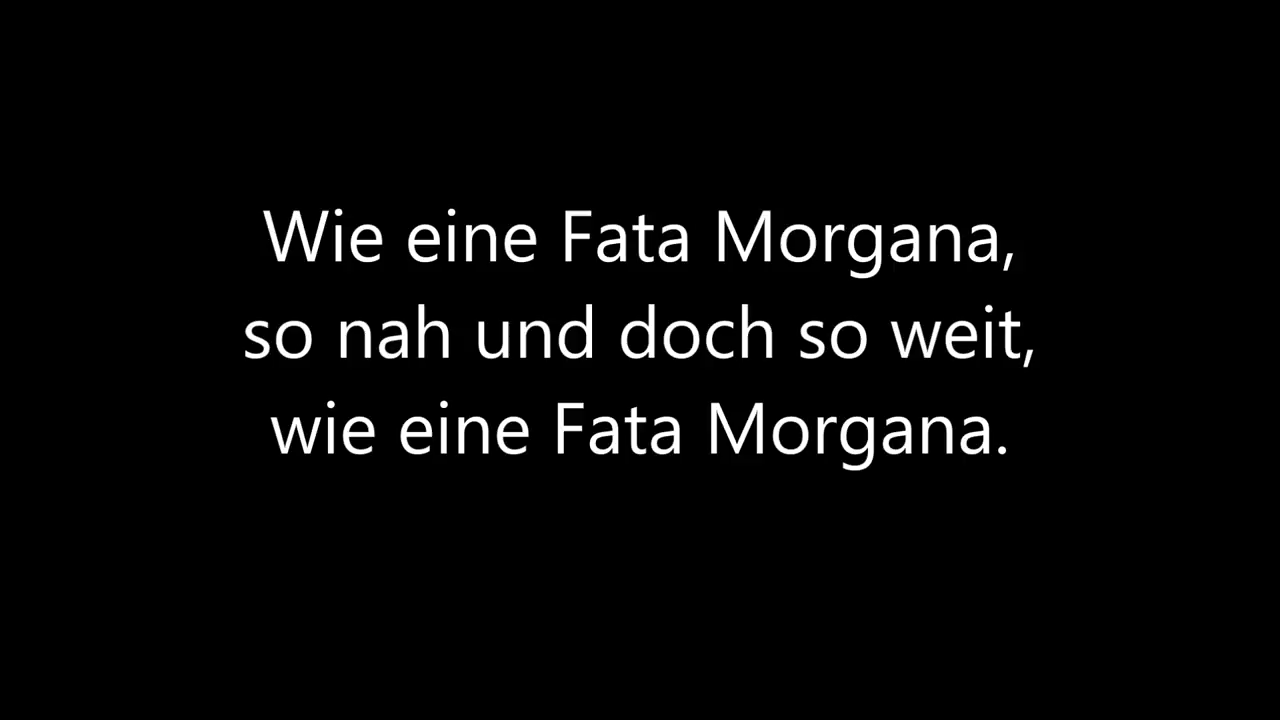 Wie eine Fata Morgana,
so nah und doch so weit,
wie eine Fata Morgana.